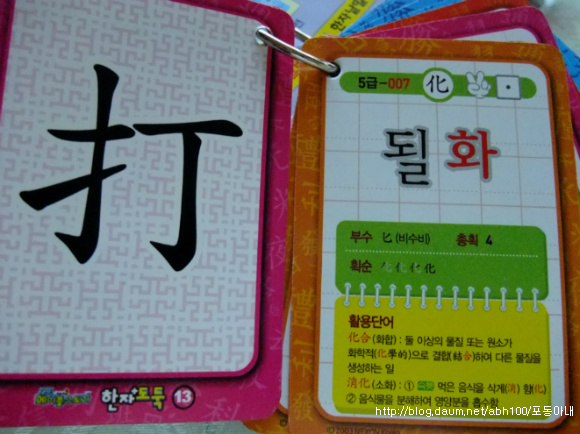 打
한자도둑 13
5급-007 化
될 화
부수 匕 (비수비) 총획 4
획순 化
활용단어
化合(화합) : 둘 이상의 물질 또는 원소가
화학적(化學的)으로 결합(結合)하여 다른 물질을
생성하는 일
消化(소화) : ① 먹은 음식을 삭게(消) 함(化)
② 음식물을 분해하여 영양분을 흡수함
http://blog.daum.net/abh100/포동아내